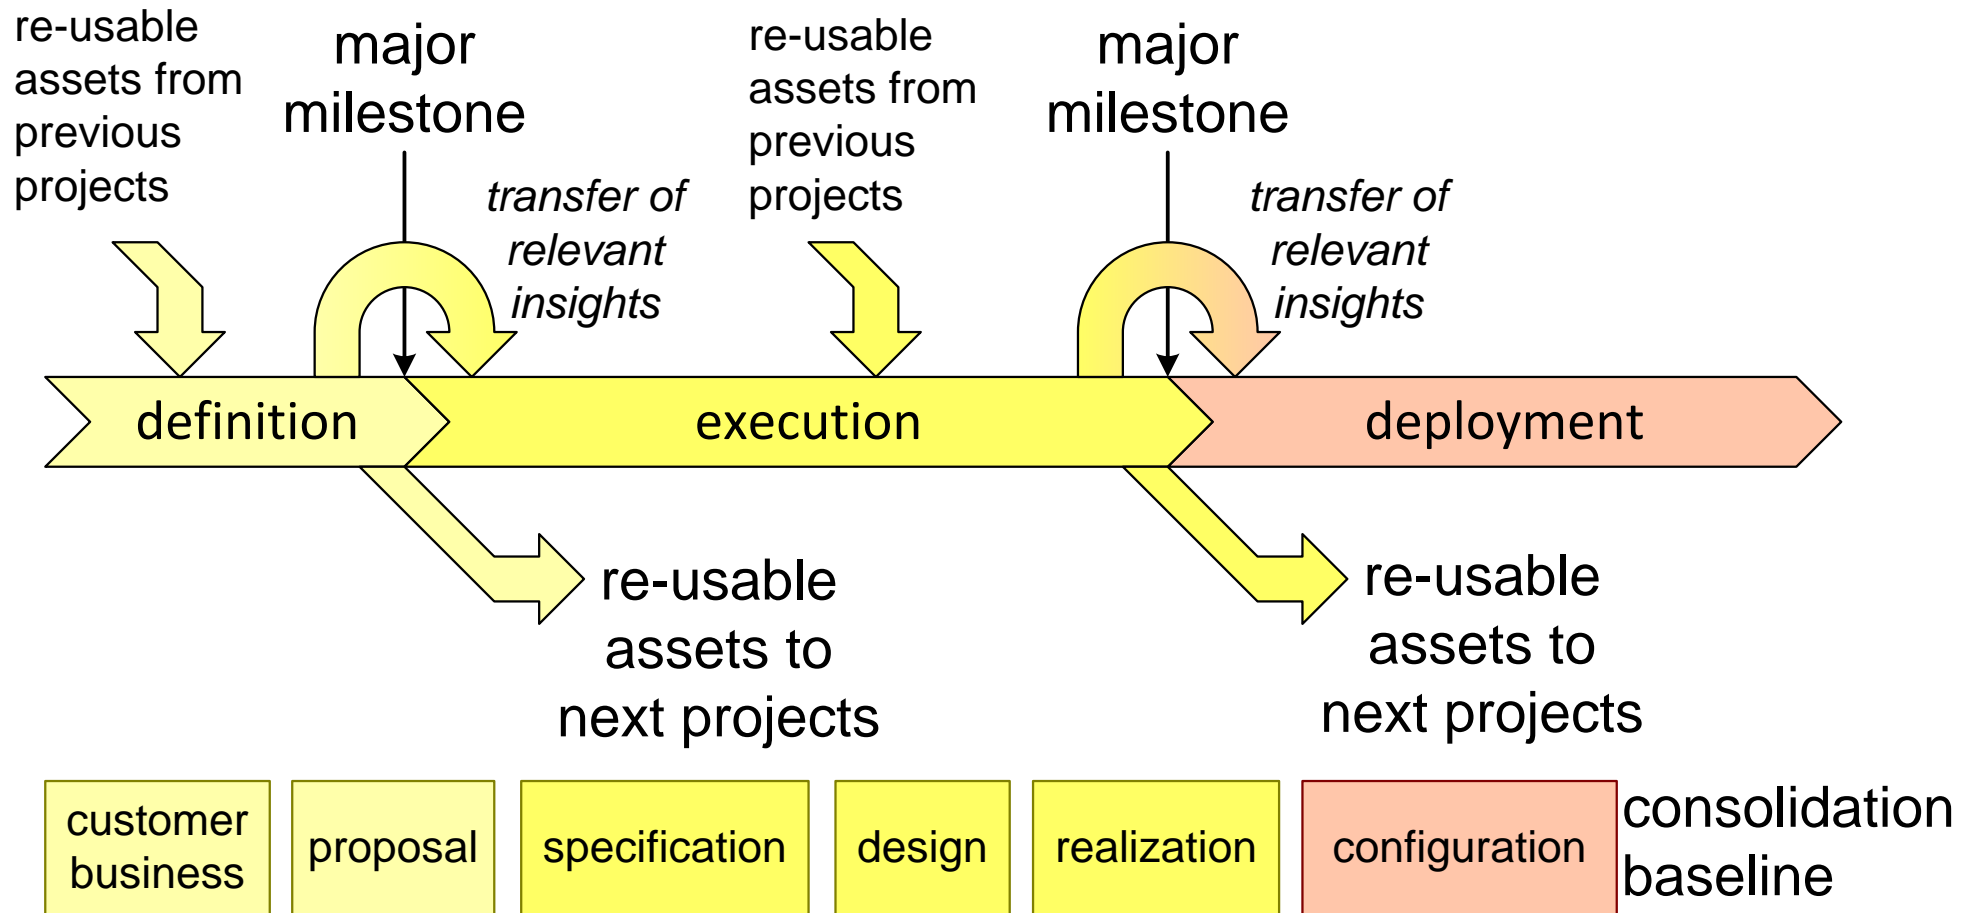 re-usable
assets from
previous
projects
major
milestone
transfer of
relevant
insights
re-usable
assets from
previous
projects
major
milestone
transfer of
relevant
insights
definition
execution
deployment
re-usable
assets to
next projects
re-usable
assets to
next projects
customer
business
proposal
specification
design
realization
configuration
consolidation
baseline